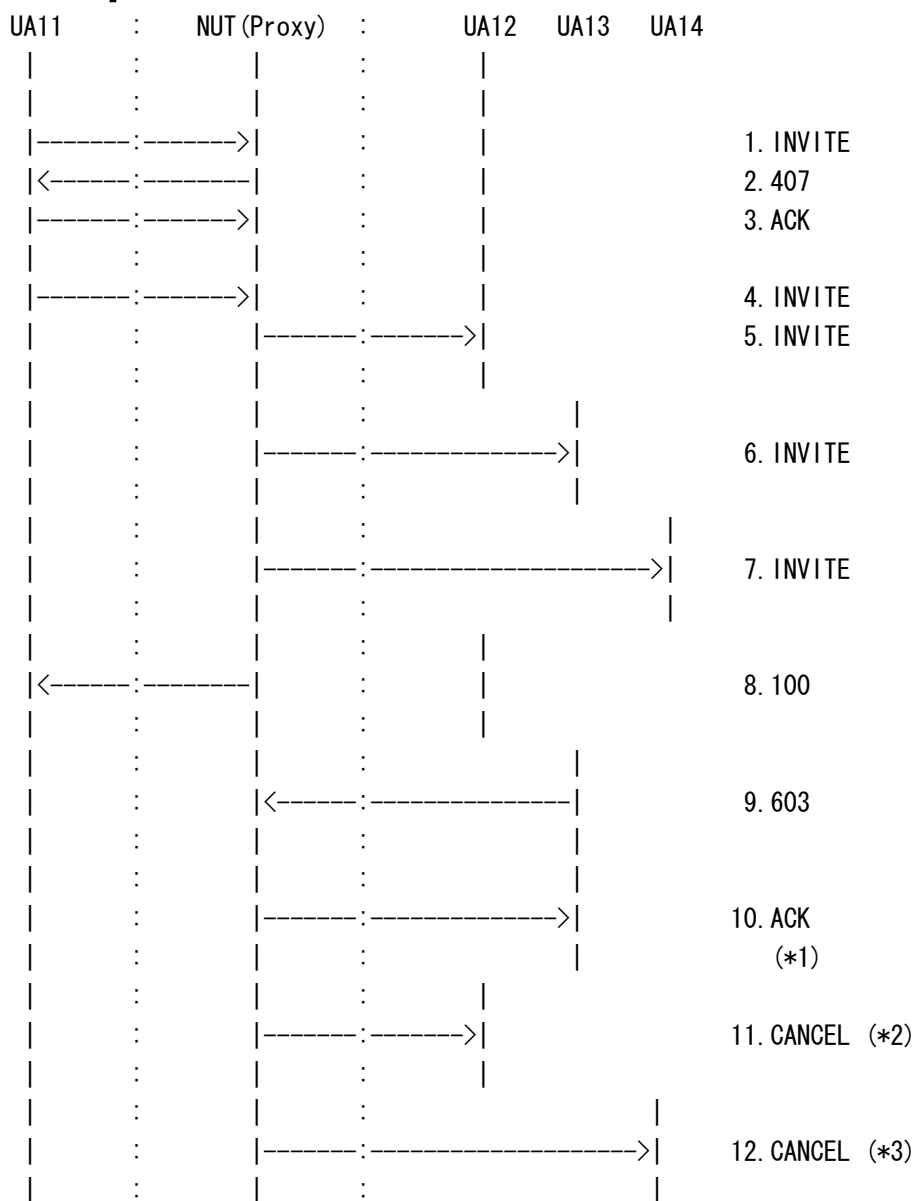 UA11 : NUT(Proxy) : UA12 UA13 UA14
| : | : |
| : | : |
|-------:------->| : | 1. INVITE
|<------:--------| : | 2. 407
|-------:------->| : | 3. ACK
| : | : |
|-------:------->| : | 4. INVITE
| : |-------:------->| 5. INVITE
| : | : |
| : | : |
| : |-------:-------------->| 6. INVITE
| : | : |
| : | : |
| : |-------:--------------------->| 7. INVITE
| : | : |
| : | : |
|<------:--------| : | 8. 100
| : | : |
| : | : |
| : |<------:---------------| 9. 603
| : | : |
| : | : |
| : |-------:-------------->| 10. ACK
| : | : | (*1)
| : | : |
| : |-------:------->| 11. CANCEL (*2)
| : | : |
| : | : |
| : |-------:-------------------->| 12. CANCEL (*3)
| : | : |